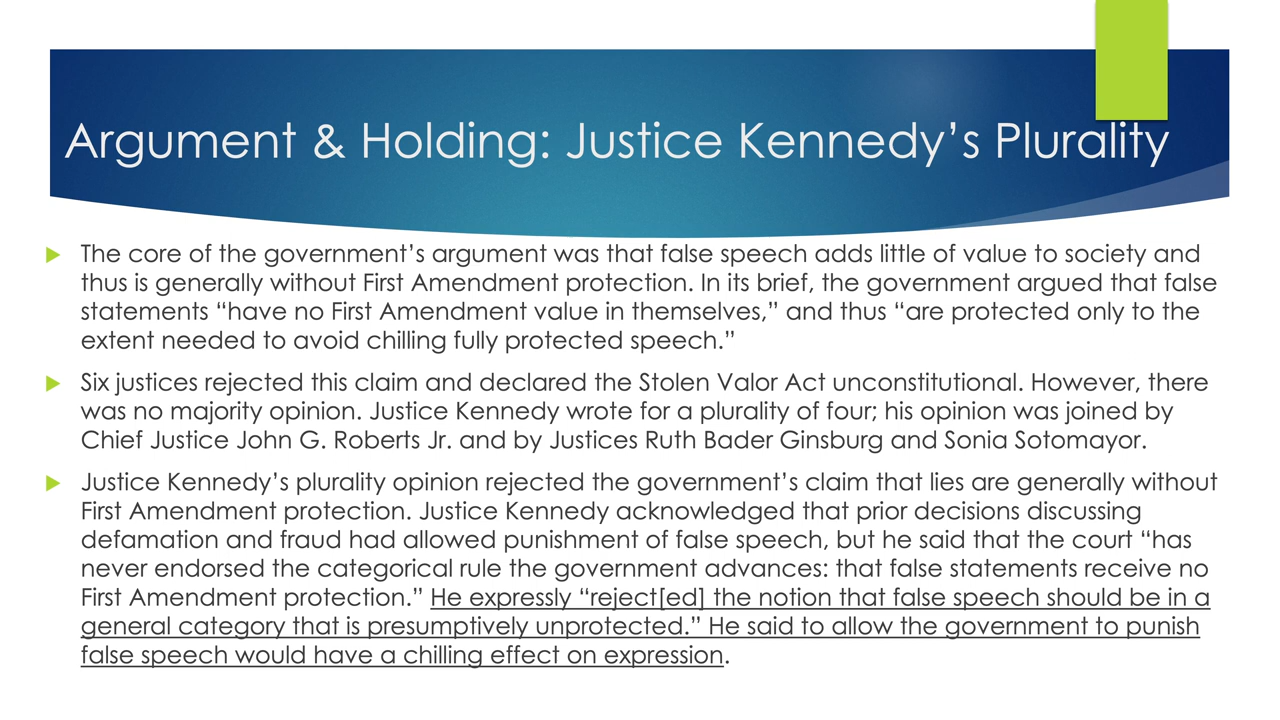 Argument & Holding: Justice Kennedy’s Plurality
The core of the government’s argument was that false speech adds little of value to society and
thus is generally without First Amendment protection. In its brief, the government argued that false
statements “have no First Amendment value in themselves,” and thus “are protected only to the
extent needed to avoid chilling fully protected speech.”
Six justices rejected this claim and declared the Stolen Valor Act unconstitutional. However, there
was no majority opinion. Justice Kennedy wrote for a plurality of four; his opinion was joined by
Chief Justice John G. Roberts Jr. and by Justices Ruth Bader Ginsburg and Sonia Sotomayor.
Justice Kennedy’s plurality opinion rejected the government’s claim that lies are generally without
First Amendment protection. Justice Kennedy acknowledged that prior decisions discussing
defamation and fraud had allowed punishment of false speech, but he said that the court “has
never endorsed the categorical rule the government advances: that false statements receive no
First Amendment protection.” He expressly “reject[ed] the notion that false speech should be in a
general category that is presumptively unprotected.” He said to allow the government to punish
false speech would have a chilling effect on expression.